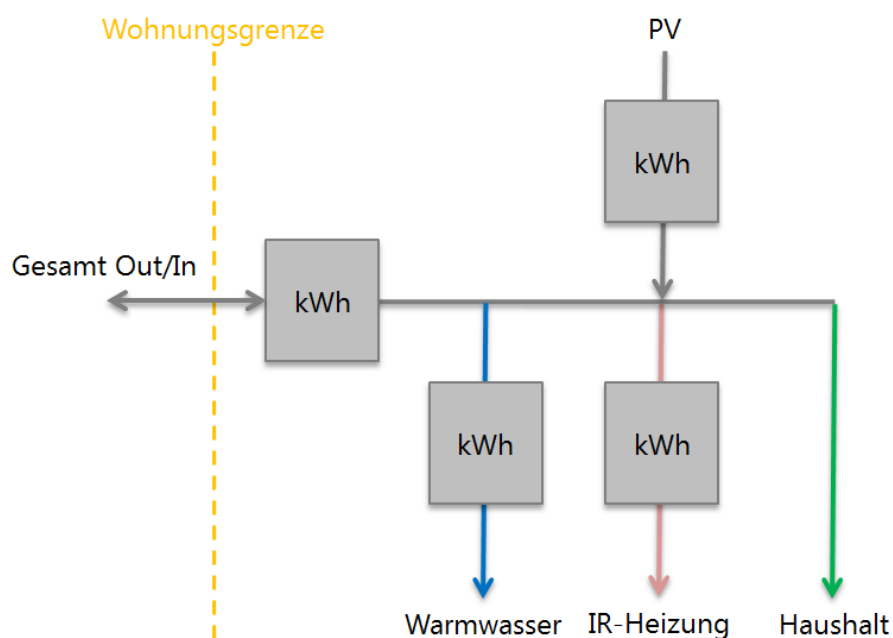 Wohnungsgrenze
PV
kWh
Gesamt Out/In
kWh
kWh
kWh
Warmwasser
IR-Heizung
Haushalt